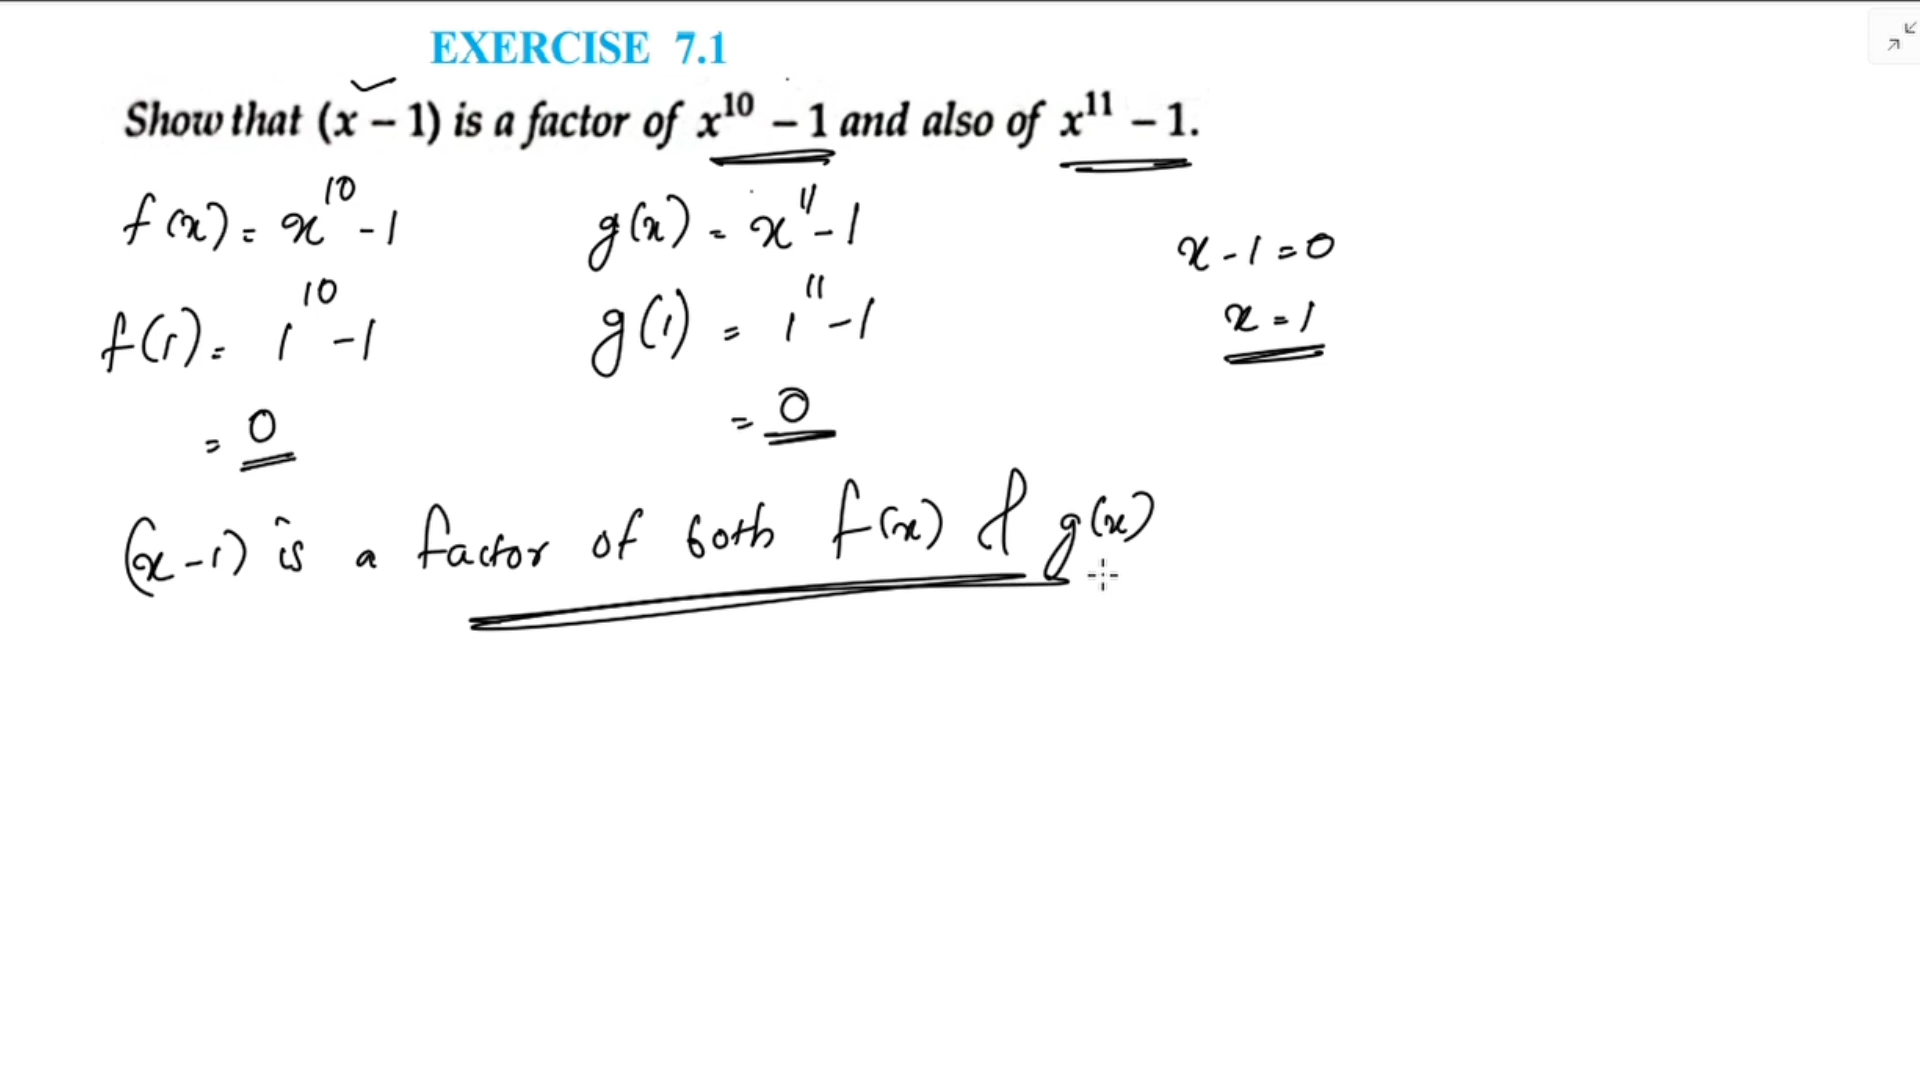 EXERCISE 7.1
Show that (x – 1) is a factor of x¹⁰ – 1 and also of x¹¹ – 1.
f(x) = x¹⁰ - 1
g(x) = x¹¹ - 1
x - 1 = 0
f(1) = 1¹⁰ - 1
g(1) = 1¹¹ - 1
x = 1
= 0
= 0
(x - 1) is a factor of both f(x) & g(x)